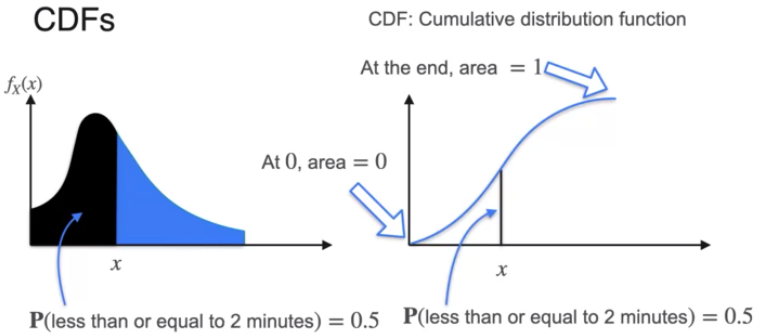 CDFs
CDF: Cumulative distribution function
At the end, area = 1
f_X(x)
At 0, area = 0
x
x
P(less than or equal to 2 minutes) = 0.5
P(less than or equal to 2 minutes) = 0.5